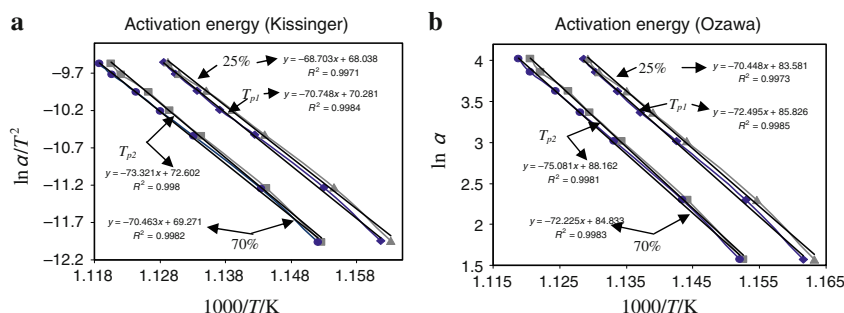 a
Activation energy (Kissinger)
ln a/T²
−9.7
−10.2
−10.7
−11.2
−11.7
−12.2
25%
y = −68.703x + 68.038
R² = 0.9971
Tp1
y = −70.748x + 70.281
R² = 0.9984
Tp2
y = −73.321x + 72.602
R² = 0.998
y = −70.463x + 69.271
R² = 0.9982
70%
1.118 1.128 1.138 1.148 1.158
1000/T/K
b
Activation energy (Ozawa)
ln a
4
3.5
3
2.5
2
1.5
25%
y = −70.448x + 83.581
R² = 0.9973
Tp1
y = −72.495x + 85.826
R² = 0.9985
Tp2
y = −75.081x + 88.162
R² = 0.9981
y = −72.225x + 84.833
R² = 0.9983
70%
1.115 1.125 1.135 1.145 1.155 1.165
1000/T/K